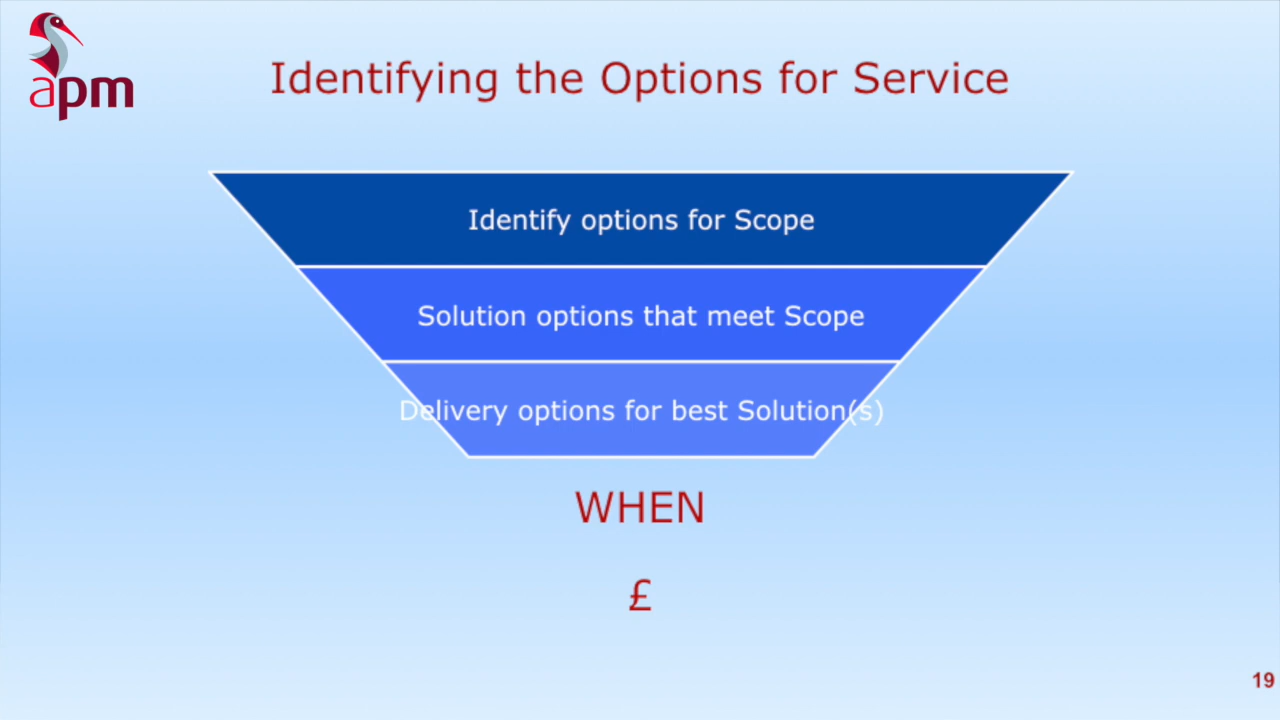 apm
Identifying the Options for Service
Identify options for Scope
Solution options that meet Scope
Delivery options for best Solution(s)
WHEN
£
19